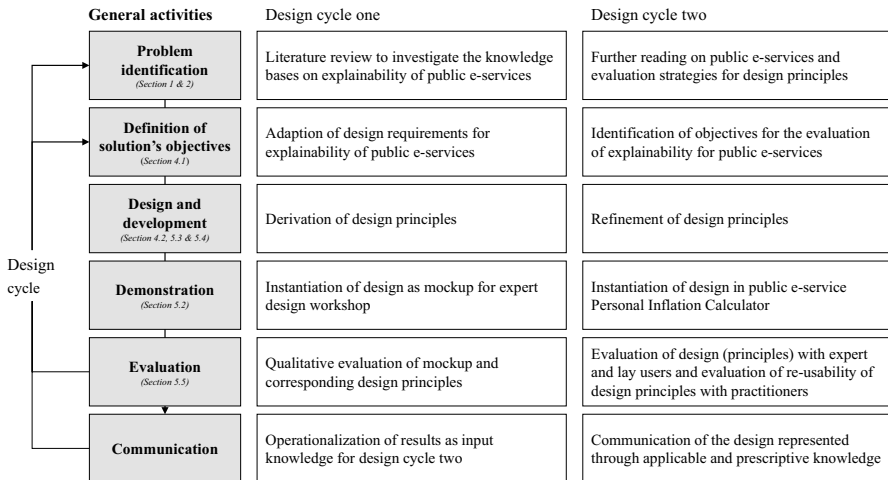 General activities
Design cycle one
Design cycle two
Problem
identification
(Section 1 & 2)
Literature review to investigate the knowledge
bases on explainability of public e-services
Further reading on public e-services and
evaluation strategies for design principles
Definition of
solution's objectives
(Section 4.1)
Adaption of design requirements for
explainability of public e-services
Identification of objectives for the evaluation
of explainability for public e-services
Design and
development
(Section 4.2, 5.3 & 5.4)
Derivation of design principles
Refinement of design principles
Design
cycle
Demonstration
(Section 5.2)
Instantiation of design as mockup for expert
design workshop
Instantiation of design in public e-service
Personal Inflation Calculator
Evaluation
(Section 5.5)
Qualitative evaluation of mockup and
corresponding design principles
Evaluation of design (principles) with expert
and lay users and evaluation of re-usability of
design principles with practitioners
Communication
Operationalization of results as input
knowledge for design cycle two
Communication of the design represented
through applicable and prescriptive knowledge